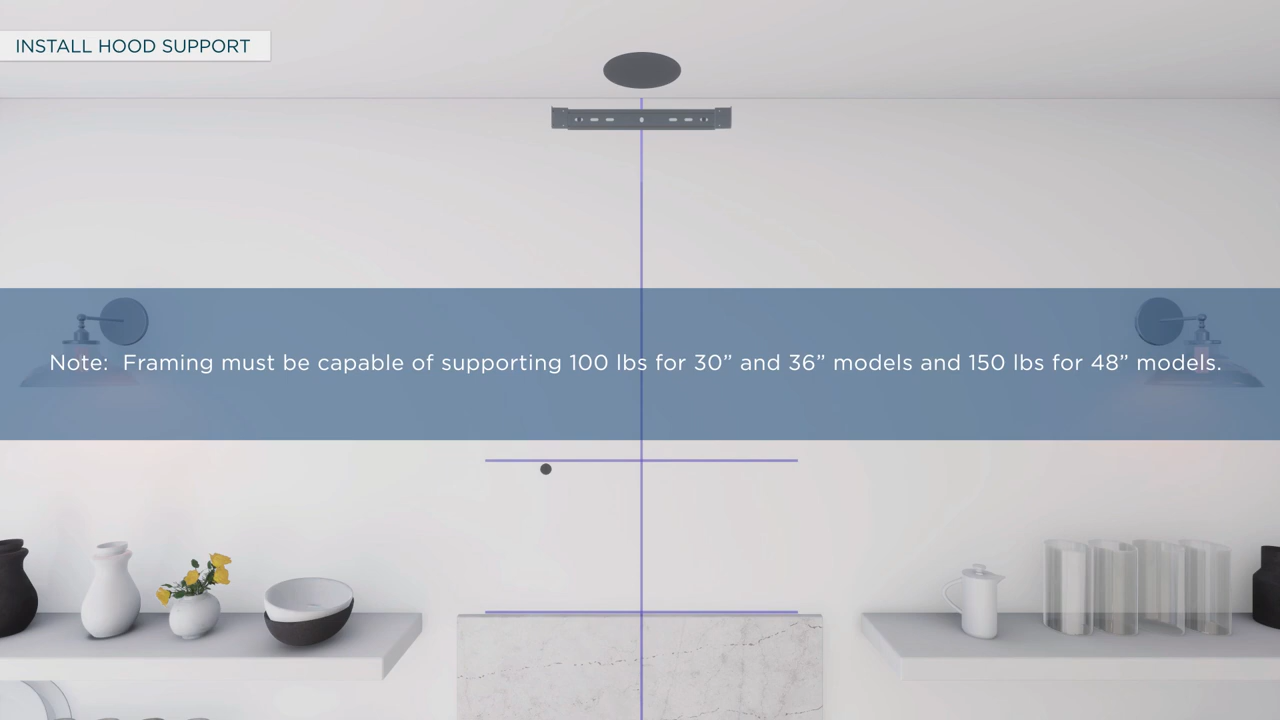 INSTALL HOOD SUPPORT
Note: Framing must be capable of supporting 100 lbs for 30” and 36” models and 150 lbs for 48” models.